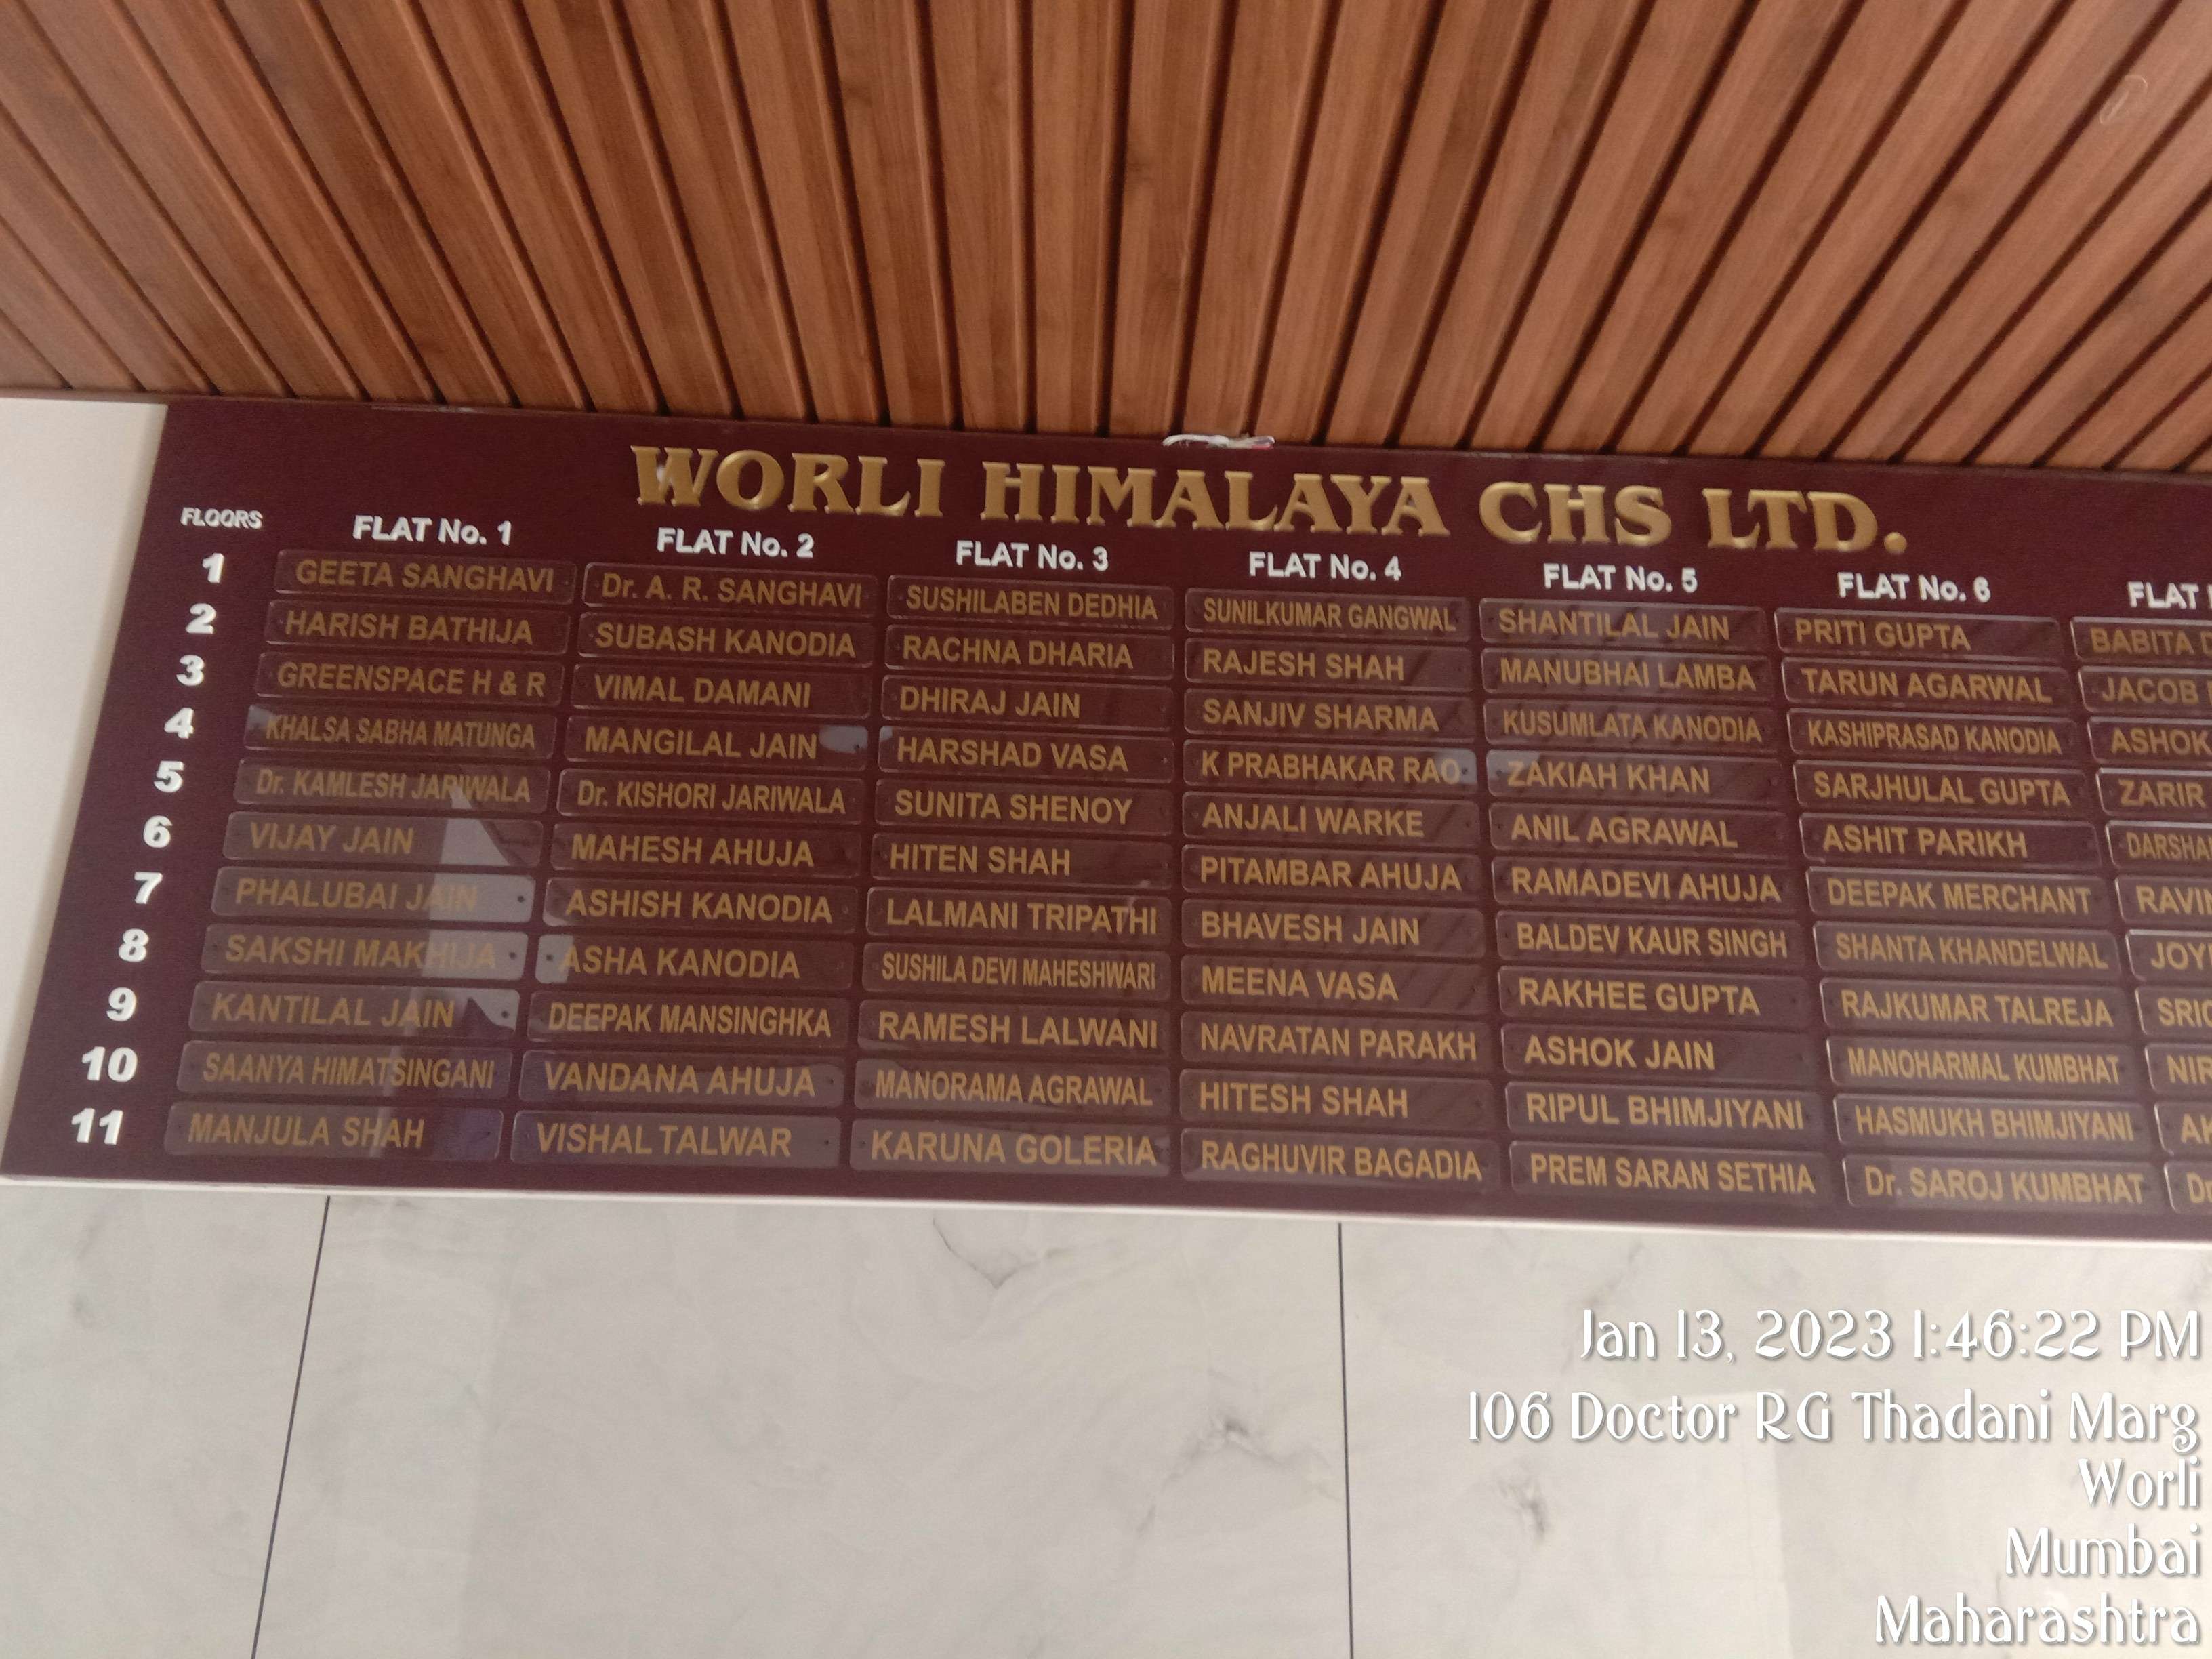 WORLI HIMALAYA CHS LTD.
FLOORS FLAT No. 1 FLAT No. 2 FLAT No. 3 FLAT No. 4 FLAT No. 5 FLAT No. 6 FLAT
1 GEETA SANGHAVI Dr. A. R. SANGHAVI SUSHILABEN DEDHIA SUNILKUMAR GANGWAL SHANTILAL JAIN PRITI GUPTA BABITA
2 HARISH BATHIJA SUBASH KANODIA RACHNA DHARIA RAJESH SHAH MANUBHAI LAMBA TARUN AGARWAL JACOB
3 GREENSPACE H & R VIMAL DAMANI DHIRAJ JAIN SANJIV SHARMA KUSUMLATA KANODIA KASHIPRASAD KANODIA ASHOK
4 KHALSA SABHA MATUNGA MANGILAL JAIN HARSHAD VASA K PRABHAKAR RAO ZAKIAH KHAN SARJHULAL GUPTA ZARIR
5 Dr. KAMLESH JARIWALA Dr. KISHORI JARIWALA SUNITA SHENOY ANJALI WARKE ANIL AGRAWAL ASHIT PARIKH
6 VIJAY JAIN MAHESH AHUJA HITEN SHAH PITAMBAR AHUJA RAMADEVI AHUJA DEEPAK MERCHANT
7 PHALUBAI JAIN ASHISH KANODIA LALMANI TRIPATHI BHAVESH JAIN BALDEV KAUR SINGH SHANTA KHANDELWAL
8 SAKSHI MAKHIJA ASHA KANODIA SUSHILA DEVI MAHESHWARI MEENA VASA RAKHEE GUPTA RAJKUMAR TALREJA
9 KANTILAL JAIN DEEPAK MANSINGHKA RAMESH LALWANI NAVRATAN PARAKH ASHOK JAIN MANOHARMAL KUMBHAT
10 SAANYA HIMATSINGANI VANDANA AHUJA MANORAMA AGRAWAL HITESH SHAH RIPUL BHIMJIYANI HASMUKH BHIMJIYANI
11 MANJULA SHAH VISHAL TALWAR KARUNA GOLERIA RAGHUVIR BAGADIA PREM SARAN SETHIA Dr. SAROJ KUMBHAT
Jan 13, 2023 1:46:22 PM
106 Doctor RG Thadani Marg
Worli
Mumbai
Maharashtra